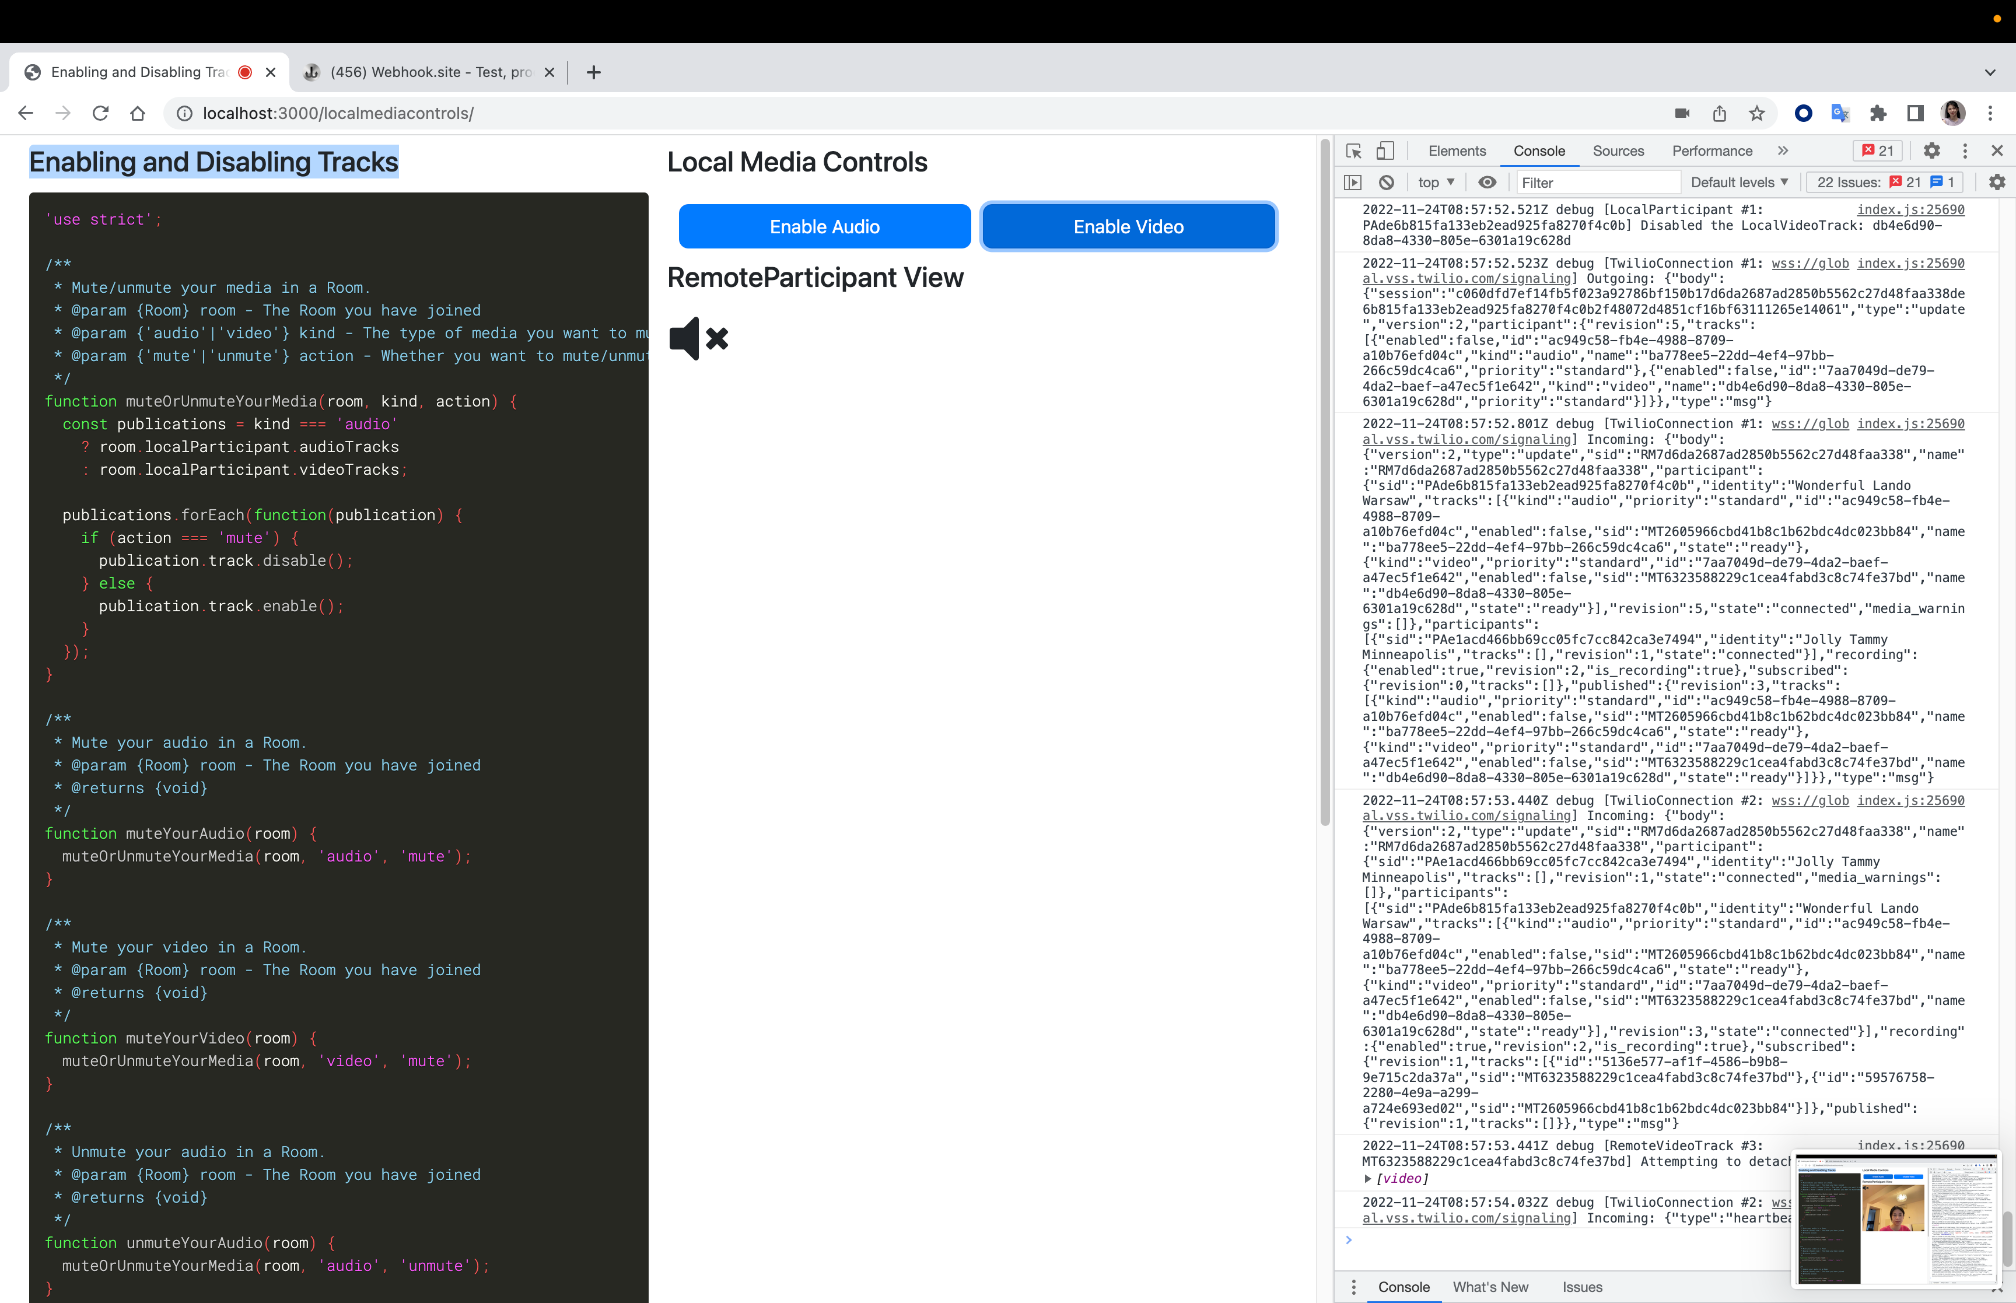 Enabling and Disabling Tra
(456) Webhook.site - Test, pro
localhost:3000/localmediacontrols/
Enabling and Disabling Tracks
'use strict';
/**
* Mute/unmute your media in a Room.
* @param {Room} room - The Room you have joined
* @param {'audio'|'video'} kind - The type of media you want to mu
* @param {'mute'|'unmute'} action - Whether you want to mute/unmut
*/
function muteOrUnmuteYourMedia(room, kind, action) {
const publications = kind === 'audio'
? room.localParticipant.audioTracks
: room.localParticipant.videoTracks;
publications.forEach(function(publication) {
if (action === 'mute') {
publication.track.disable();
} else {
publication.track.enable();
}
});
}
/**
* Mute your audio in a Room.
* @param {Room} room - The Room you have joined
* @returns {void}
*/
function muteYourAudio(room) {
muteOrUnmuteYourMedia(room, 'audio', 'mute');
}
/**
* Mute your video in a Room.
* @param {Room} room - The Room you have joined
* @returns {void}
*/
function muteYourVideo(room) {
muteOrUnmuteYourMedia(room, 'video', 'mute');
}
/**
* Unmute your audio in a Room.
* @param {Room} room - The Room you have joined
* @returns {void}
*/
function unmuteYourAudio(room) {
muteOrUnmuteYourMedia(room, 'audio', 'unmute');
}
Local Media Controls
Enable Audio
Enable Video
RemoteParticipant View
Elements Console Sources Performance 21
top Filter Default levels 22 Issues: 21 1
2022-11-24T08:57:52.521Z debug [LocalParticipant #1: index.js:25690
PAde6b815fa133eb2ead925fa8270f4c0b] Disabled the LocalVideoTrack: db4e6d90-
8da8-4330-805e-6301a19c628d
2022-11-24T08:57:52.523Z debug [TwilioConnection #1: wss://glob index.js:25690
al.vss.twilio.com/signaling] Outgoing: {"body":
{"session":"c060dfd7ef14fb5f023a92786bf150b17d6da2687ad2850b5562c27d48faa338de
6b815fa133eb2ead925fa8270f4c0b2f48072d4851cf16bf63111265e14061","type":"update
","version":2,"participant":{"revision":5,"tracks":
[{"enabled":false,"id":"ac949c58-fb4e-4988-8709-
a10b76efd04c","kind":"audio","name":"ba778ee5-22dd-4ef4-97bb-
266c59dc4ca6","priority":"standard"},{"enabled":false,"id":"7aa7049d-de79-
4da2-baef-a47ec5f1e642","kind":"video","name":"db4e6d90-8da8-4330-805e-
6301a19c628d","priority":"standard"}]}},"type":"msg"}
2022-11-24T08:57:52.801Z debug [TwilioConnection #1: wss://glob index.js:25690
al.vss.twilio.com/signaling] Incoming: {"body":
{"version":2,"type":"update","sid":"RM7d6da2687ad2850b5562c27d48faa338","name"
:"RM7d6da2687ad2850b5562c27d48faa338","participant":
{"sid":"PAde6b815fa133eb2ead925fa8270f4c0b","identity":"Wonderful Lando
Warsaw","tracks":[{"kind":"audio","priority":"standard","id":"ac949c58-fb4e-
4988-8709-
a10b76efd04c","enabled":false,"sid":"MT2605966cbd41b8c1b62bdc4dc023bb84","name
":"ba778ee5-22dd-4ef4-97bb-266c59dc4ca6","state":"ready"},
{"kind":"video","priority":"standard","id":"7aa7049d-de79-4da2-baef-
a47ec5f1e642","enabled":false,"sid":"MT6323588229c1cea4fabd3c8c74fe37bd","name
":"db4e6d90-8da8-4330-805e-
6301a19c628d","state":"ready"}],"revision":5,"state":"connected","media_warnin
gs":[]},"participants":
[{"sid":"PAe1acd466bb69cc05fc7cc842ca3e7494","identity":"Jolly Tammy
Minneapolis","tracks":[],"revision":1,"state":"connected"}],"recording":
{"enabled":true,"revision":2,"is_recording":true},"subscribed":
{"revision":0,"tracks":[]},"published":{"revision":3,"tracks":
[{"kind":"audio","priority":"standard","id":"ac949c58-fb4e-4988-8709-
a10b76efd04c","enabled":false,"sid":"MT2605966cbd41b8c1b62bdc4dc023bb84","name
":"ba778ee5-22dd-4ef4-97bb-266c59dc4ca6","state":"ready"},
{"kind":"video","priority":"standard","id":"7aa7049d-de79-4da2-baef-
a47ec5f1e642","enabled":false,"sid":"MT6323588229c1cea4fabd3c8c74fe37bd","name
":"db4e6d90-8da8-4330-805e-6301a19c628d","state":"ready"}]}},"type":"msg"}
2022-11-24T08:57:53.440Z debug [TwilioConnection #2: wss://glob index.js:25690
al.vss.twilio.com/signaling] Incoming: {"body":
{"version":2,"type":"update","sid":"RM7d6da2687ad2850b5562c27d48faa338","name"
:"RM7d6da2687ad2850b5562c27d48faa338","participant":
{"sid":"PAe1acd466bb69cc05fc7cc842ca3e7494","identity":"Jolly Tammy
Minneapolis","tracks":[],"revision":1,"state":"connected","media_warnings":
[]},"participants":
[{"sid":"PAde6b815fa133eb2ead925fa8270f4c0b","identity":"Wonderful Lando
Warsaw","tracks":[{"kind":"audio","priority":"standard","id":"ac949c58-fb4e-
4988-8709-
a10b76efd04c","enabled":false,"sid":"MT2605966cbd41b8c1b62bdc4dc023bb84","name
":"ba778ee5-22dd-4ef4-97bb-266c59dc4ca6","state":"ready"},
{"kind":"video","priority":"standard","id":"7aa7049d-de79-4da2-baef-
a47ec5f1e642","enabled":false,"sid":"MT6323588229c1cea4fabd3c8c74fe37bd","name
":"db4e6d90-8da8-4330-805e-
6301a19c628d","state":"ready"}],"revision":3,"state":"connected"}],"recording"
:{"enabled":true,"revision":2,"is_recording":true},"subscribed":
{"revision":1,"tracks":[{"id":"5136e577-af1f-4586-b9b8-
9e715c2da37a","sid":"MT6323588229c1cea4fabd3c8c74fe37bd"},{"id":"59576758-
2280-4e9a-a299-
a724e693ed02","sid":"MT2605966cbd41b8c1b62bdc4dc023bb84"}]},"published":
{"revision":1,"tracks":[]}},"type":"msg"}
2022-11-24T08:57:53.441Z debug [RemoteVideoTrack #3: index.js:25690
MT6323588229c1cea4fabd3c8c74fe37bd] Attempting to detach
[video]
2022-11-24T08:57:54.032Z debug [TwilioConnection #2: wss
al.vss.twilio.com/signaling] Incoming: {"type":"heartbea
Console What's New Issues